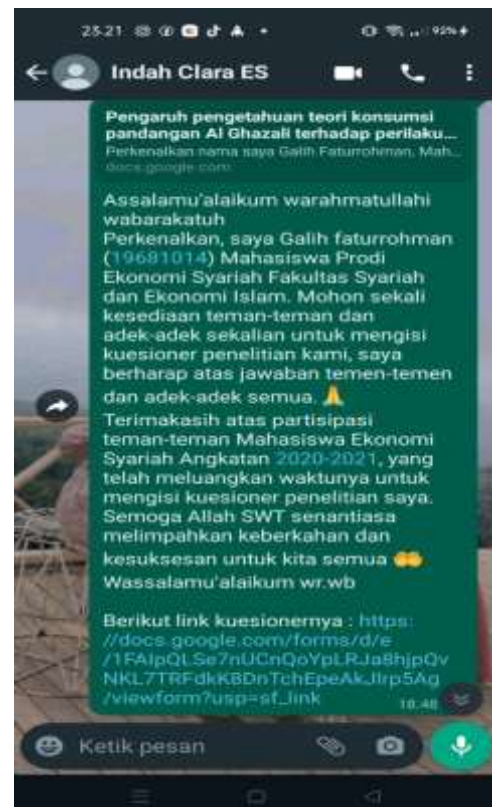 23.21
92%
Indah Clara ES
Pengaruh pengetahuan teori konsumsi
pandangan Al Ghazali terhadap perilaku...
Perkenalkan nama saya Galih Faturrohman, Mah...
docs.google.com
Assalamu'alaikum warahmatullahi
wabarakatuh
Perkenalkan, saya Galih faturrohman
(19681014) Mahasiswa Prodi
Ekonomi Syariah Fakultas Syariah
dan Ekonomi Islam. Mohon sekali
kesediaan teman-teman dan
adek-adek sekalian untuk mengisi
kuesioner penelitian kami, saya
berharap atas jawaban temen-temen
dan adek-adek semua. 🙏
Terimakasih atas partisipasi
teman-teman Mahasiswa Ekonomi
Syariah Angkatan 2020-2021, yang
telah meluangkan waktunya untuk
mengisi kuesioner penelitian saya.
Semoga Allah SWT senantiasa
melimpahkan keberkahan dan
kesuksesan untuk kita semua 🤲
Wassalamu'alaikum wr.wb
Berikut link kuesionernya : https:
//docs.google.com/forms/d/e
/viewform?usp=sf_link
18.48
Ketik pesan